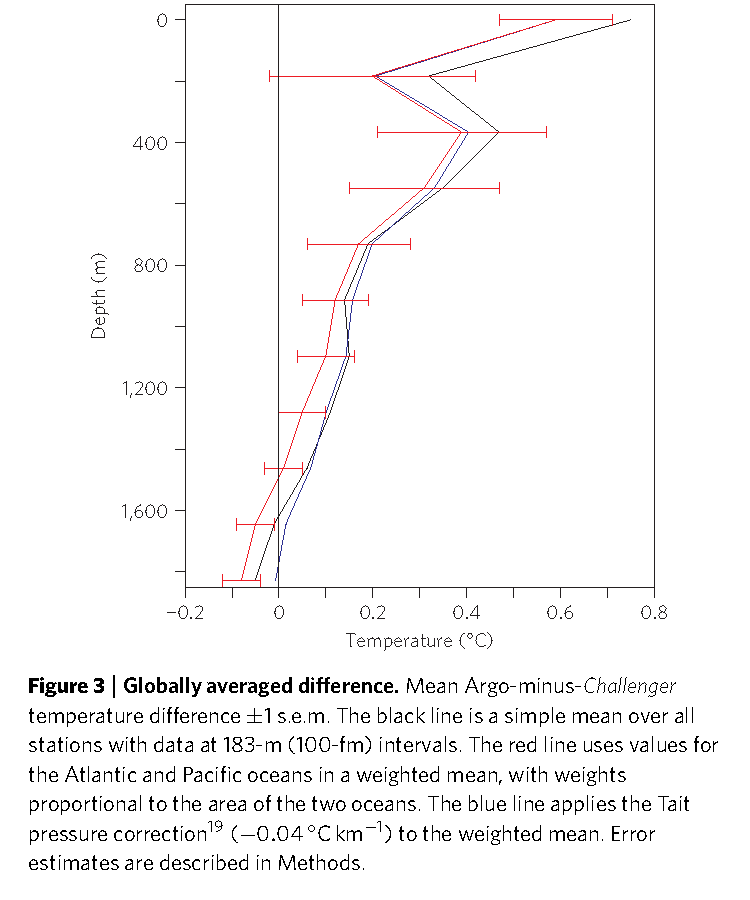 0
400
800
1,200
1,600
Depth (m)
−0.2 0 0.2 0.4 0.6 0.8
Temperature (°C)
Figure 3 | Globally averaged difference. Mean Argo-minus-Challenger
temperature difference ±1 s.e.m. The black line is a simple mean over all
stations with data at 183-m (100-fm) intervals. The red line uses values for
the Atlantic and Pacific oceans in a weighted mean, with weights
proportional to the area of the two oceans. The blue line applies the Tait
pressure correction¹⁹ (−0.04 °C km⁻¹) to the weighted mean. Error
estimates are described in Methods.